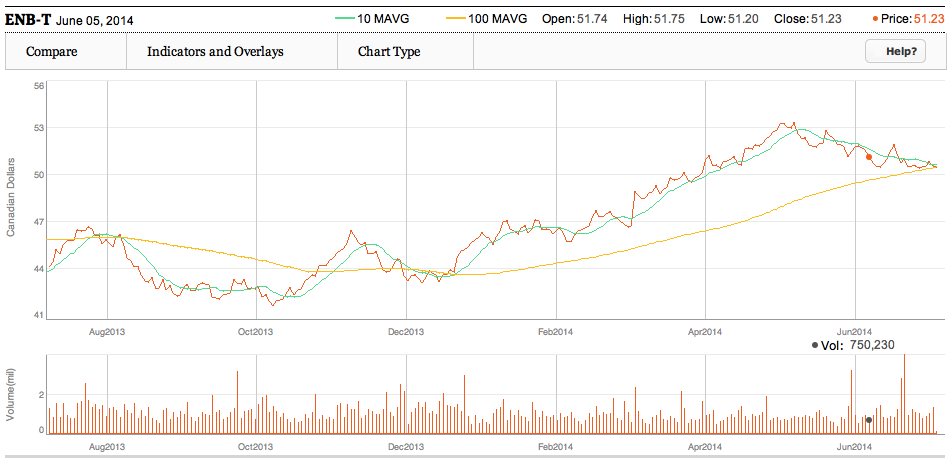 ENB-T June 05, 2014 10 MAVG 100 MAVG Open: 51.74 High: 51.75 Low: 51.20 Close: 51.23 Price: 51.23
Compare Indicators and Overlays Chart Type Help?
Canadian Dollars
56
53
50
47
44
41
Aug2013 Oct2013 Dec2013 Feb2014 Apr2014 Jun2014
Vol: 750,230
Volume(mil)
2
0
Aug2013 Oct2013 Dec2013 Feb2014 Apr2014 Jun2014